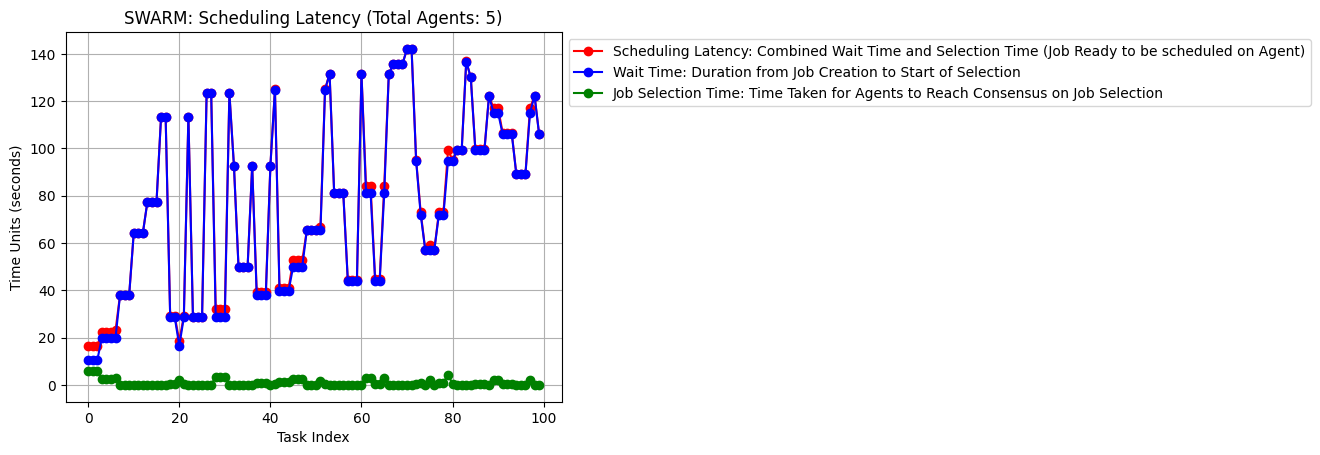 SWARM: Scheduling Latency (Total Agents: 5)
Scheduling Latency: Combined Wait Time and Selection Time (Job Ready to be scheduled on Agent)
Wait Time: Duration from Job Creation to Start of Selection
Job Selection Time: Time Taken for Agents to Reach Consensus on Job Selection
Time Units (seconds)
140
120
100
80
60
40
20
0
0 20 40 60 80 100
Task Index